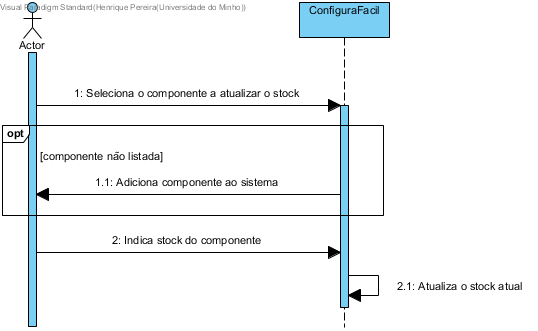 Visual Paradigm Standard(Henrique Pereira(Universidade do Minho))
ConfiguraFacil
Actor
1: Seleciona o componente a atualizar o stock
opt
[componente não listada]
1.1: Adiciona componente ao sistema
2: Indica stock do componente
2.1: Atualiza o stock atual